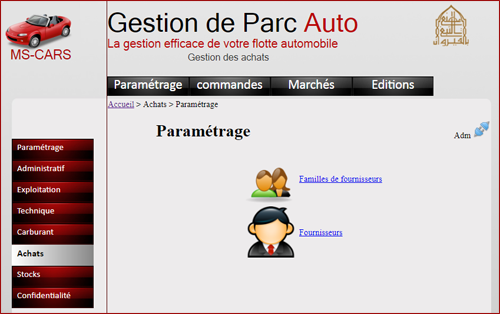 Gestion de Parc Auto
La gestion efficace de votre flotte automobile
MS-CARS
Gestion des achats
Paramétrage commandes Marchés Editions
Accueil > Achats > Paramétrage
Paramétrage
Adm
Paramétrage
Administratif
Exploitation
Technique
Carburant
Achats
Stocks
Confidentialité
Familles de fournisseurs
Fournisseurs